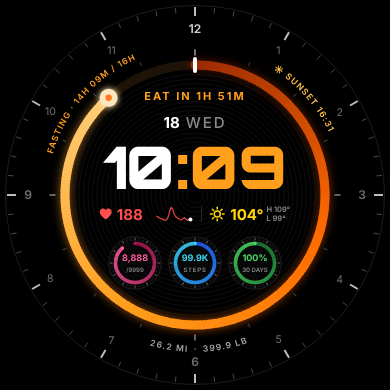 12
11
1
10
2
9
3
8
4
7
5
6
FASTING · 14H 09M / 16H
☀ SUNSET 16:31
EAT IN 1H 51M
18 WED
10:09
188
104° H 109° L 99°
8,888 /9999
99.9K STEPS
100% 30 DAYS
26.2 MI · 399.9 LB